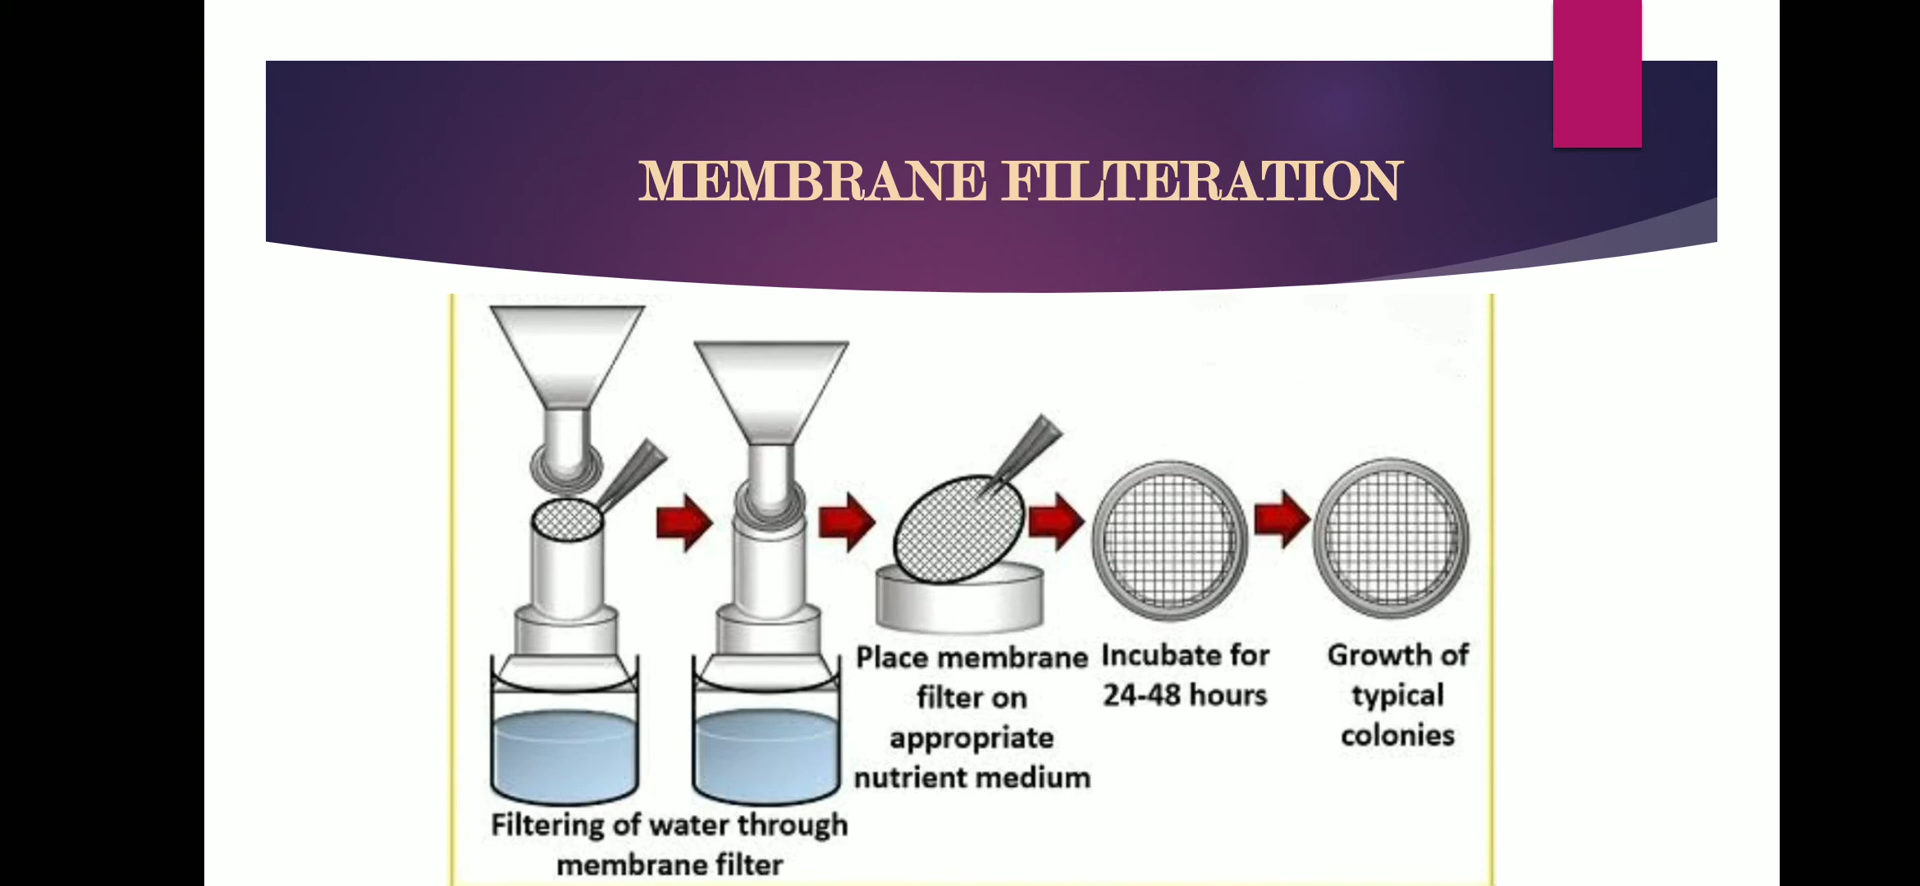 MEMBRANE FILTERATION
Filtering of water through
membrane filter
Place membrane
filter on
appropriate
nutrient medium
Incubate for
24-48 hours
Growth of
typical
colonies